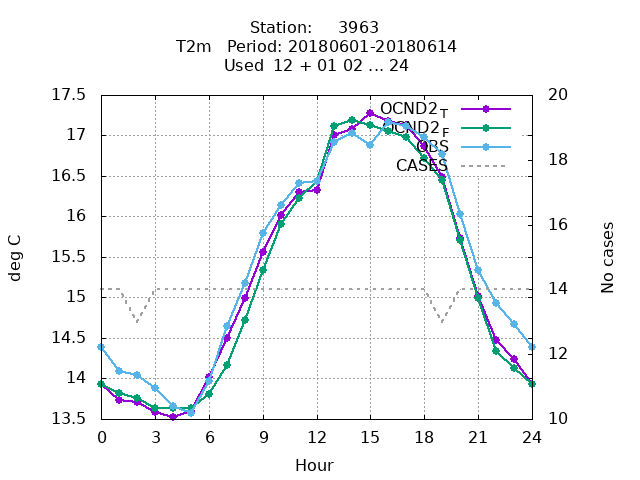 Station: 3963
T2m Period: 20180601-20180614
Used 12 + 01 02 ... 24
17.5
17
16.5
16
15.5
15
14.5
14
13.5
20
18
16
14
12
10
OCND2T
OCND2F
OBS
CASES
deg C
No cases
0 3 6 9 12 15 18 21 24
Hour